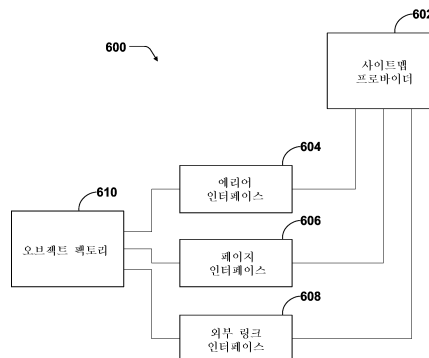 602
600
사이트맵
프로바이더
604
610
에리어
인터페이스
606
오브젝트 팩토리
페이지
인터페이스
608
외부 링크
인터페이스